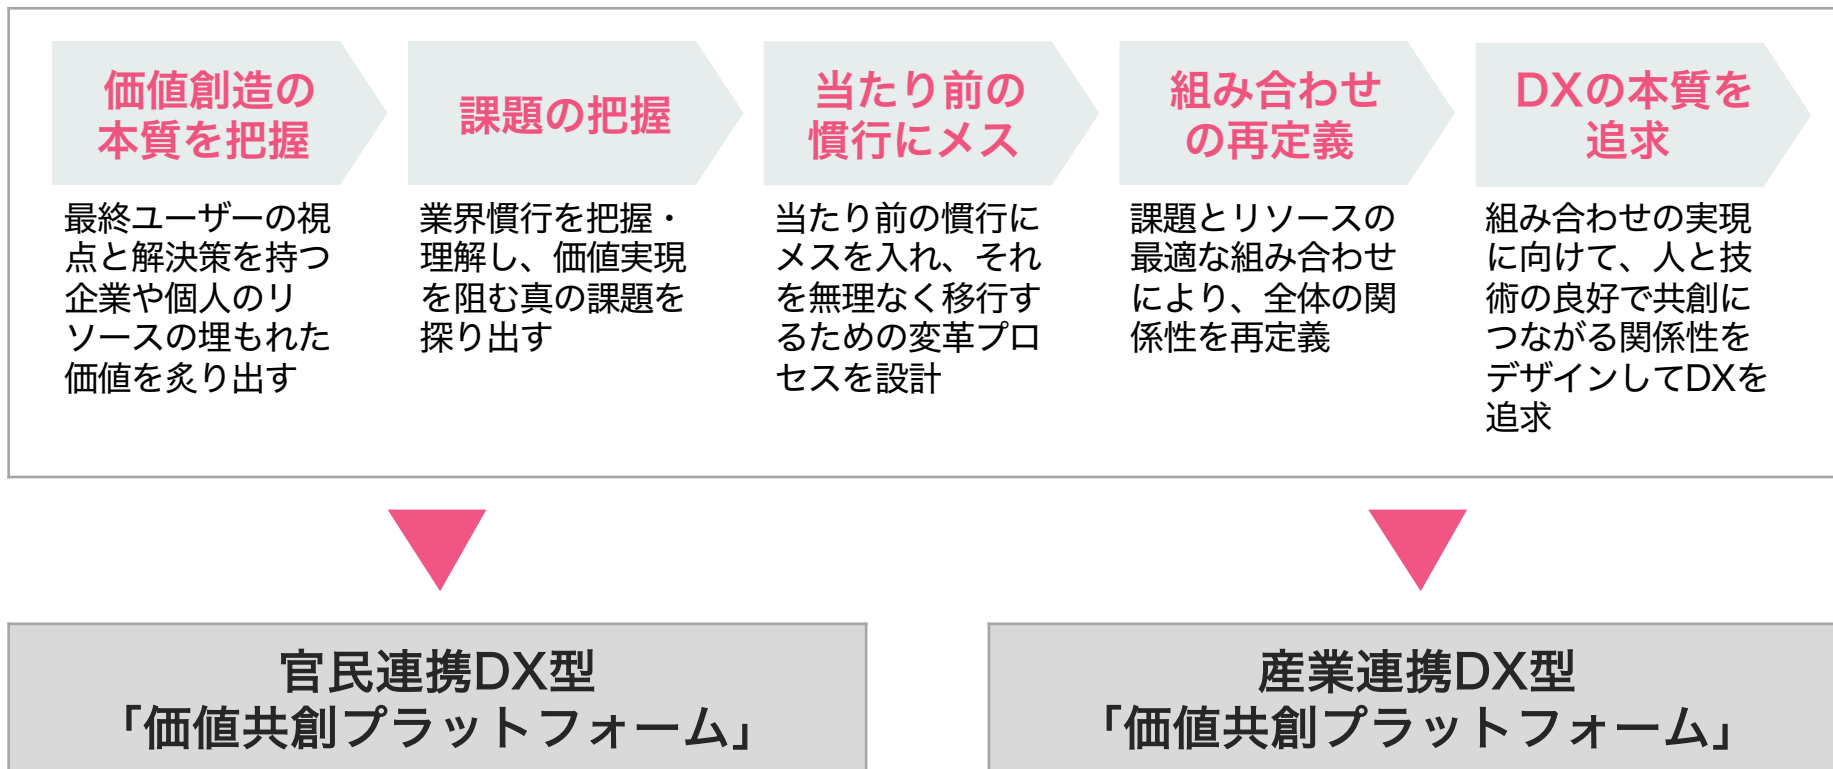 価値創造の
本質を把握
最終ユーザーの視
点と解決策を持つ
企業や個人のリ
ソースの埋もれた
価値を炙り出す
課題の把握
業界慣行を把握・
理解し、価値実現
を阻む真の課題を
探り出す
当たり前の
慣行にメス
当たり前の慣行に
メスを入れ、それ
を無理なく移行す
るための変革プロ
セスを設計
組み合わせ
の再定義
課題とリソースの
最適な組み合わせ
により、全体の関
係性を再定義
DXの本質を
追求
組み合わせの実現
に向けて、人と技
術の良好で共創に
つながる関係性を
デザインしてDXを
追求
官民連携DX型
「価値共創プラットフォーム」
産業連携DX型
「価値共創プラットフォーム」